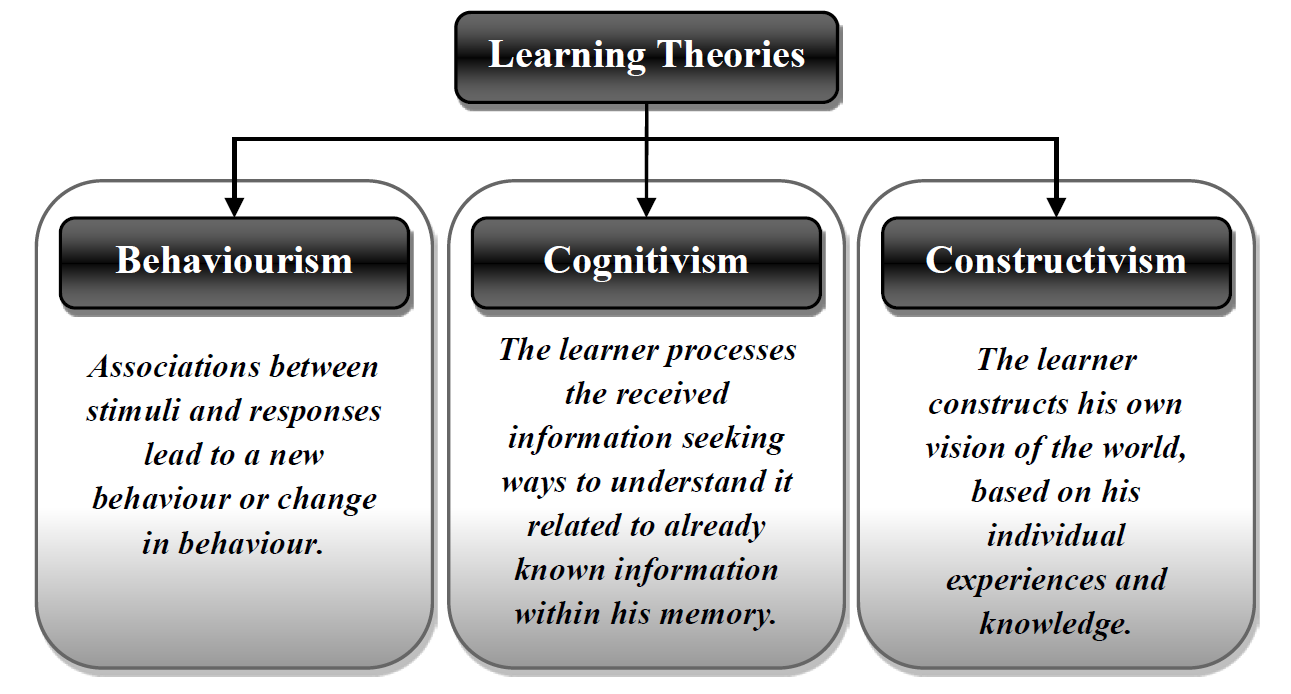 Learning Theories
Behaviourism
Associations between
stimuli and responses
lead to a new
behaviour or change
in behaviour.
Cognitivism
The learner processes
the received
information seeking
ways to understand it
related to already
known information
within his memory.
Constructivism
The learner
constructs his own
vision of the world,
based on his
individual
experiences and
knowledge.